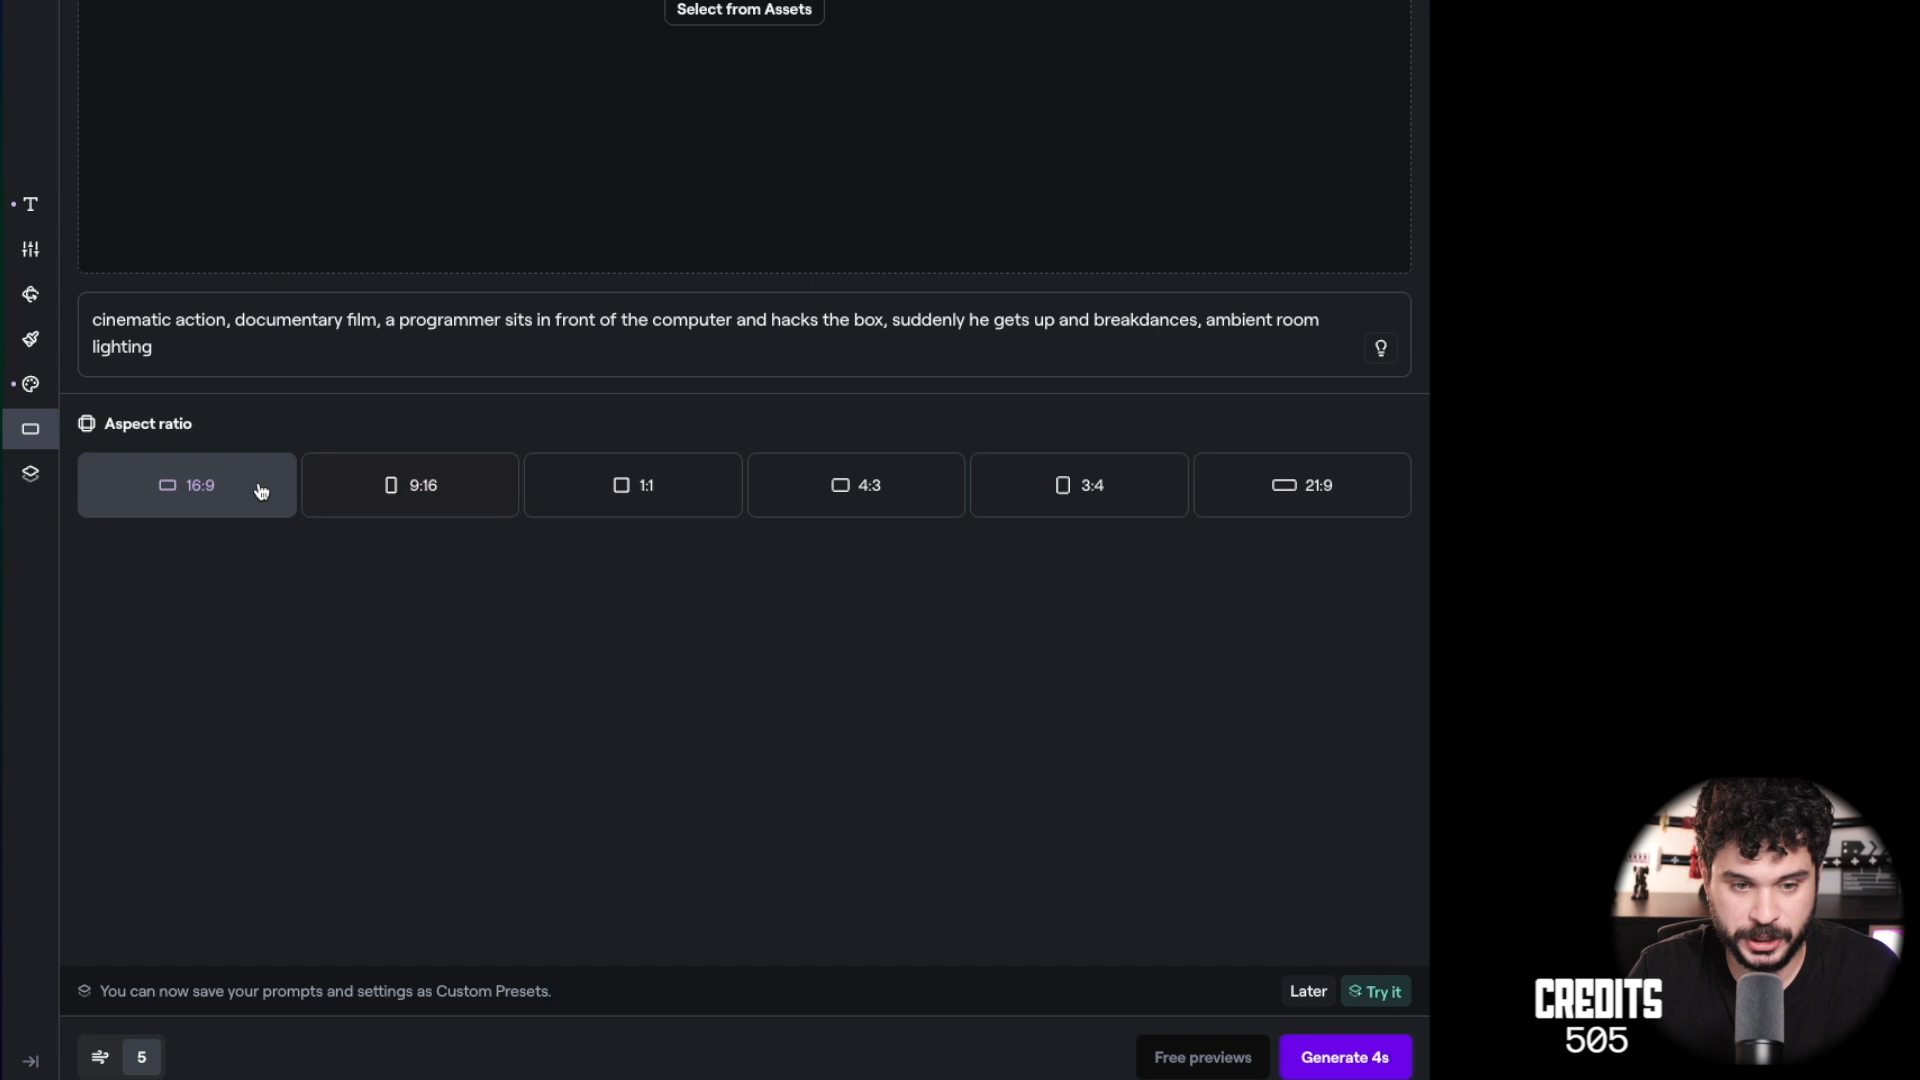 Select from Assets
cinematic action, documentary film, a programmer sits in front of the computer and hacks the box, suddenly he gets up and breakdances, ambient room
lighting
Aspect ratio
16:9
9:16
1:1
4:3
3:4
21:9
You can now save your prompts and settings as Custom Presets.
Later
Try it
5
Free previews
Generate 4s
CREDITS
505